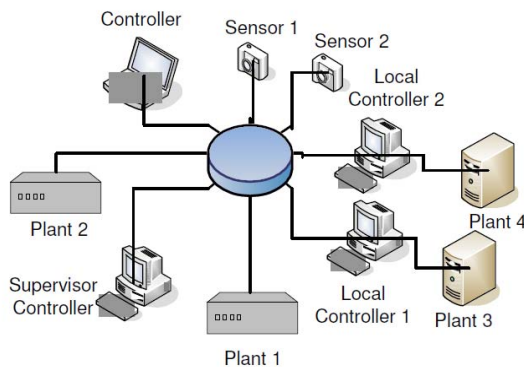 Controller
Sensor 1
Sensor 2
Local
Controller 2
Plant 2
Plant 4
Supervisor
Controller
Local
Controller 1
Plant 3
Plant 1